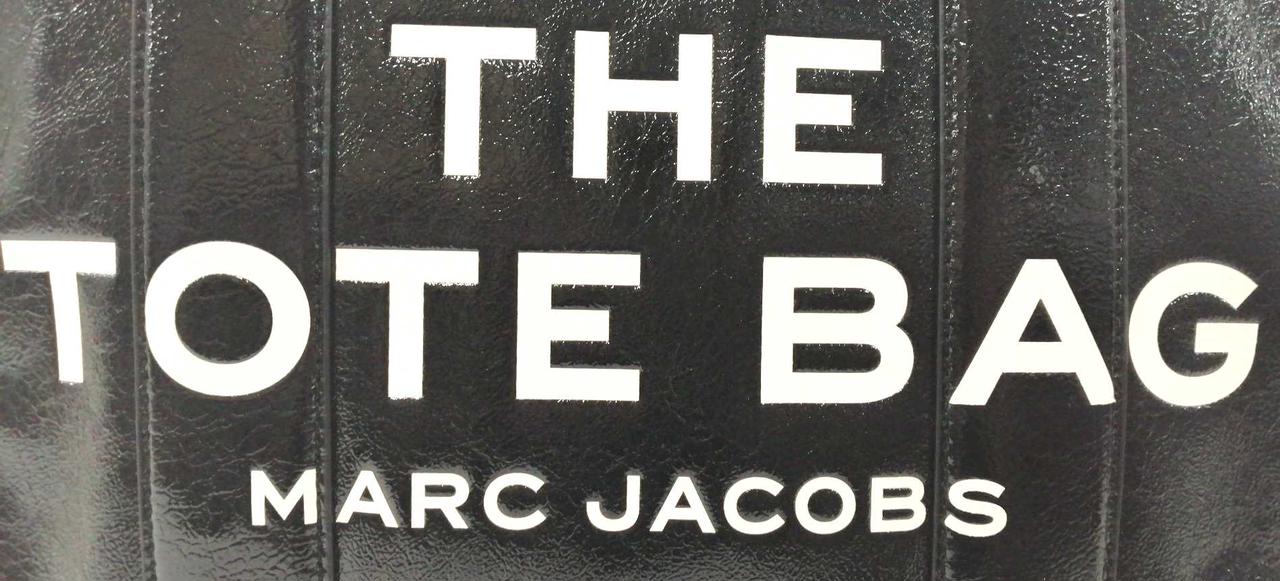 THE
TOTE BAG
MARC JACOBS